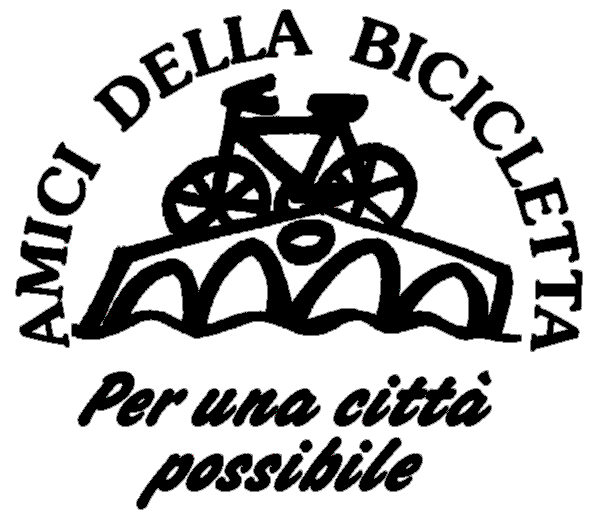 AMICI DELLA BICICLETTA
Per una città
possibile